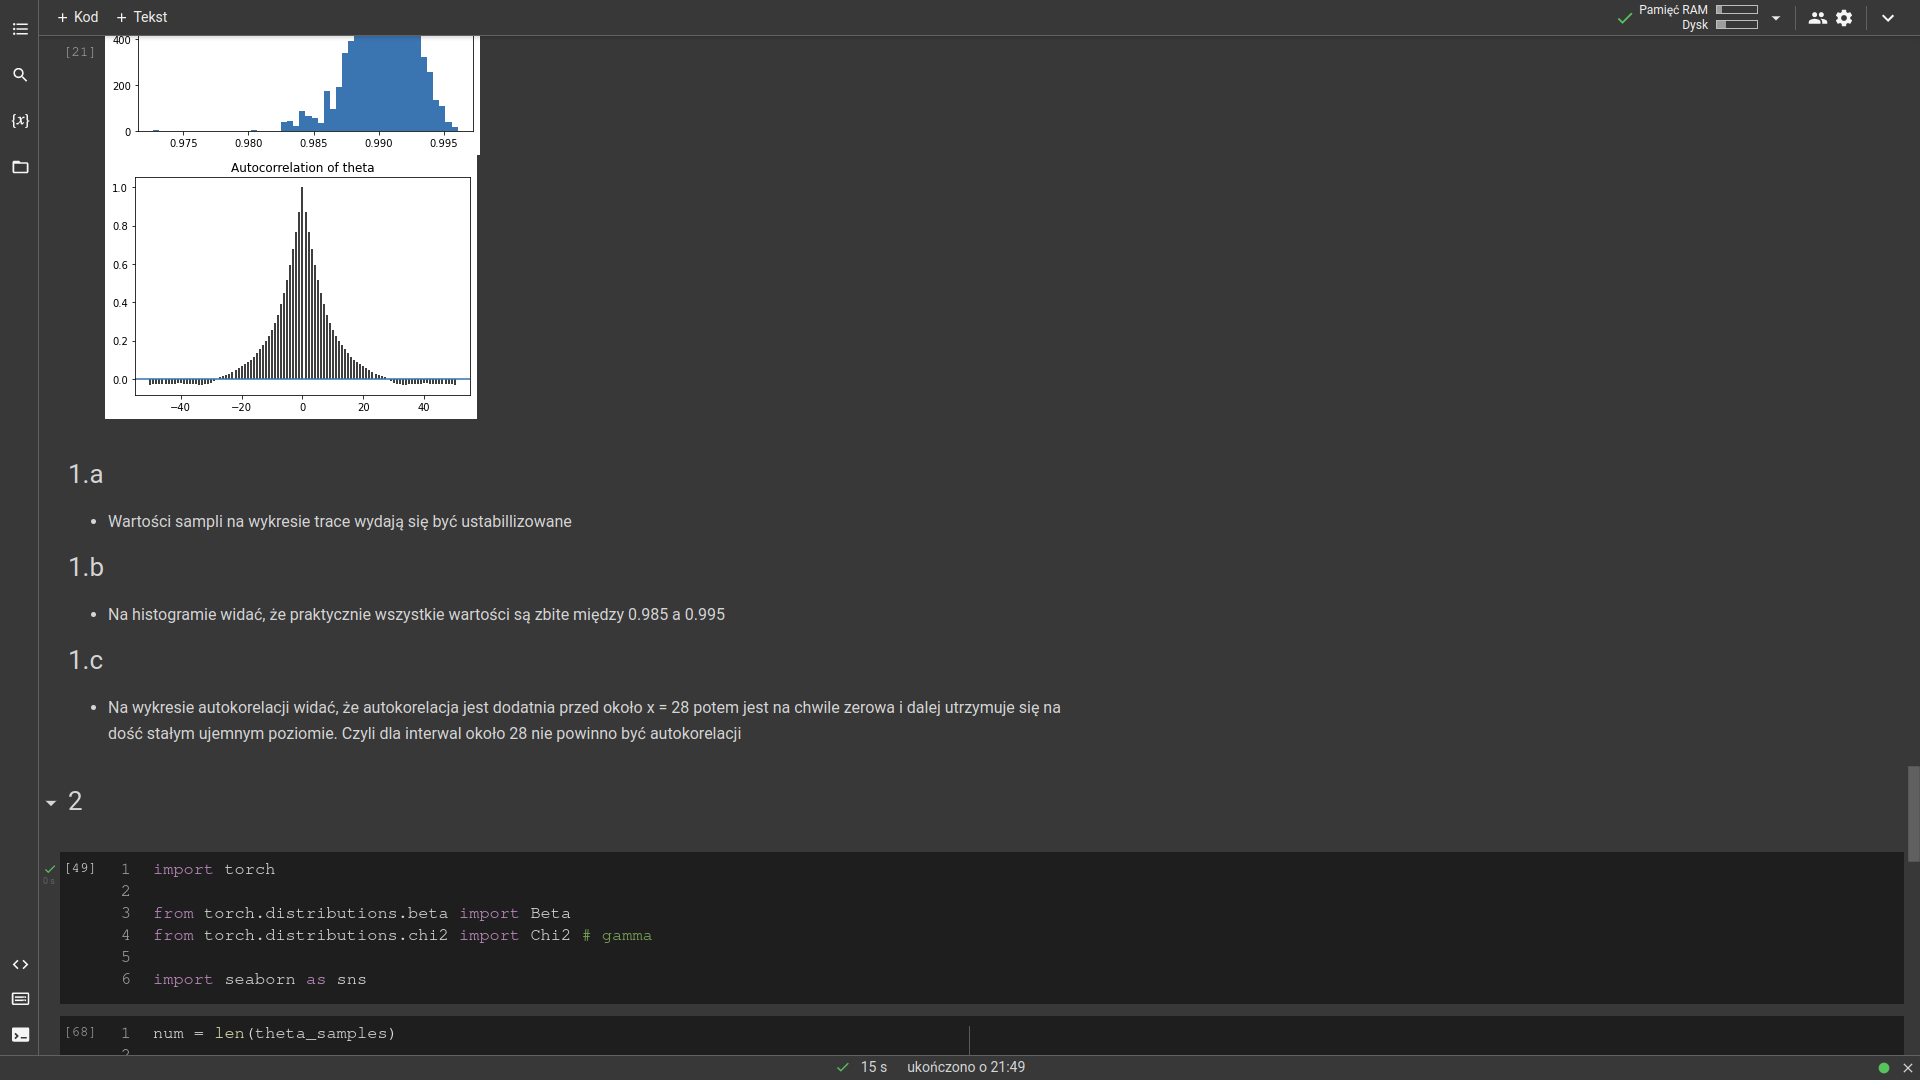 + Kod + Tekst
Pamięć RAM
Dysk
[21]
400
200
0
0.975 0.980 0.985 0.990 0.995
Autocorrelation of theta
1.0
0.8
0.6
0.4
0.2
0.0
−40 −20 0 20 40
1.a
• Wartości sampli na wykresie trace wydają się być ustabillizowane
1.b
• Na histogramie widać, że praktycznie wszystkie wartości są zbite między 0.985 a 0.995
1.c
• Na wykresie autokorelacji widać, że autokorelacja jest dodatnia przed około x = 28 potem jest na chwile zerowa i dalej utrzymuje się na
dość stałym ujemnym poziomie. Czyli dla interwal około 28 nie powinno być autokorelacji
2
[49] 1 import torch
0 s
2
3 from torch.distributions.beta import Beta
4 from torch.distributions.chi2 import Chi2 # gamma
5
6 import seaborn as sns
[68] 1 num = len(theta_samples)
2
15 s ukończono o 21:49